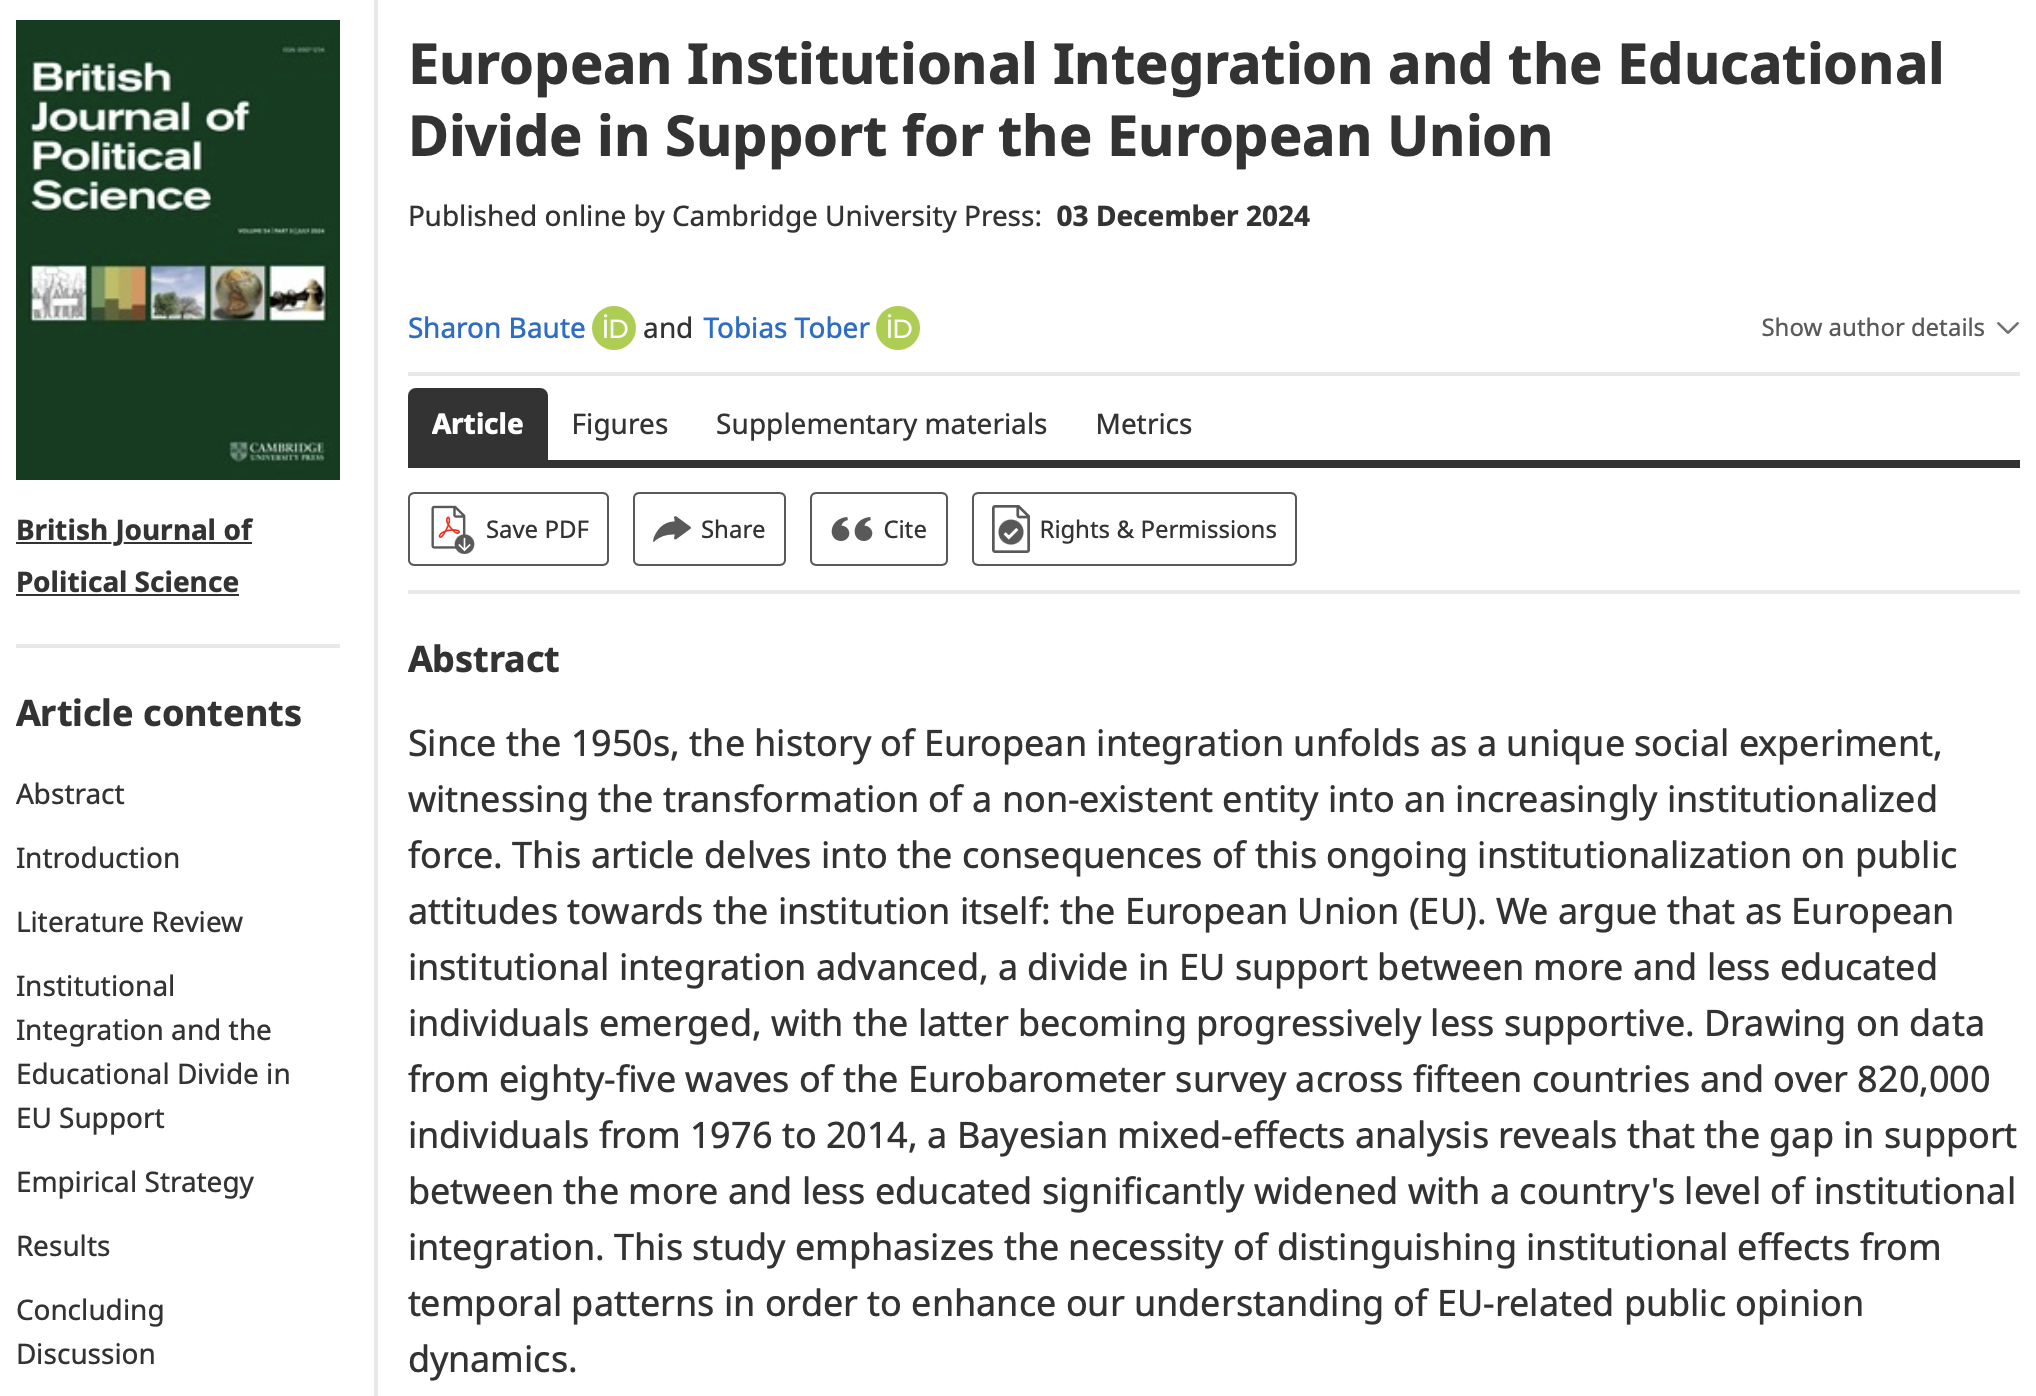 ISSN: 0007-1234
British
Journal of
Political
Science
VOLUME 54 | PART 3 | JULY 2024
CAMBRIDGE
UNIVERSITY PRESS
British Journal of
Political Science
Article contents
Abstract
Introduction
Literature Review
Institutional
Integration and the
Educational Divide in
EU Support
Empirical Strategy
Results
Concluding
Discussion
European Institutional Integration and the Educational
Divide in Support for the European Union
Published online by Cambridge University Press: 03 December 2024
Sharon Baute iD and Tobias Tober iD
Show author details
Article Figures Supplementary materials Metrics
Save PDF Share Cite Rights & Permissions
Abstract
Since the 1950s, the history of European integration unfolds as a unique social experiment,
witnessing the transformation of a non-existent entity into an increasingly institutionalized
force. This article delves into the consequences of this ongoing institutionalization on public
attitudes towards the institution itself: the European Union (EU). We argue that as European
institutional integration advanced, a divide in EU support between more and less educated
individuals emerged, with the latter becoming progressively less supportive. Drawing on data
from eighty-five waves of the Eurobarometer survey across fifteen countries and over 820,000
individuals from 1976 to 2014, a Bayesian mixed-effects analysis reveals that the gap in support
between the more and less educated significantly widened with a country's level of institutional
integration. This study emphasizes the necessity of distinguishing institutional effects from
temporal patterns in order to enhance our understanding of EU-related public opinion
dynamics.